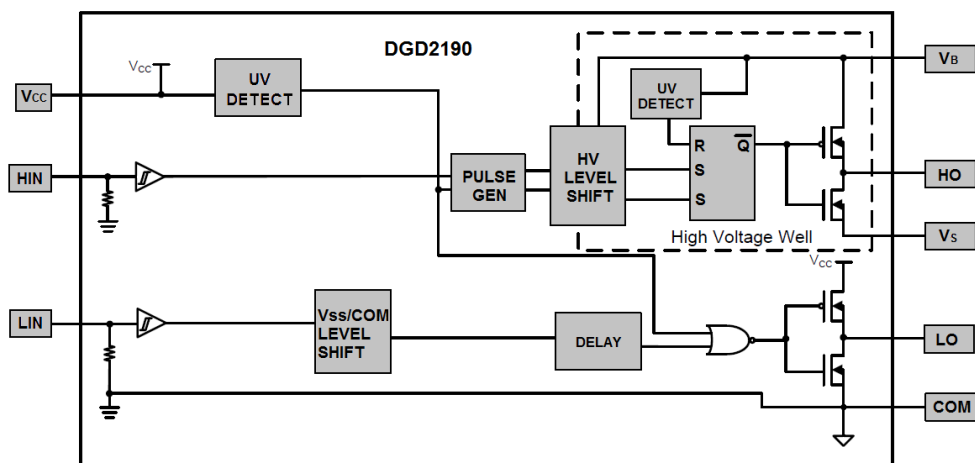 DGD2190
VCC
VCC
UV
DETECT
VB
UV
DETECT
HIN
PULSE
GEN
HV
LEVEL
SHIFT
R
Q
S
S
HO
High Voltage Well
VS
VCC
LIN
Vss/COM
LEVEL
SHIFT
DELAY
LO
COM